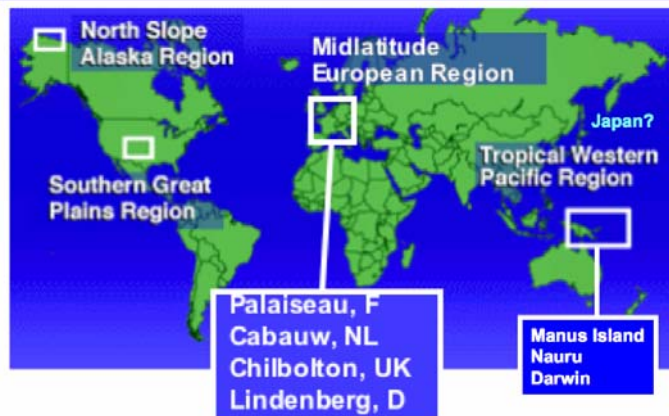 North Slope
Alaska Region
Midlatitude
European Region
Japan?
Tropical Western
Pacific Region
Southern Great
Plains Region
Palaiseau, F
Cabauw, NL
Chilbolton, UK
Lindenberg, D
Manus Island
Nauru
Darwin